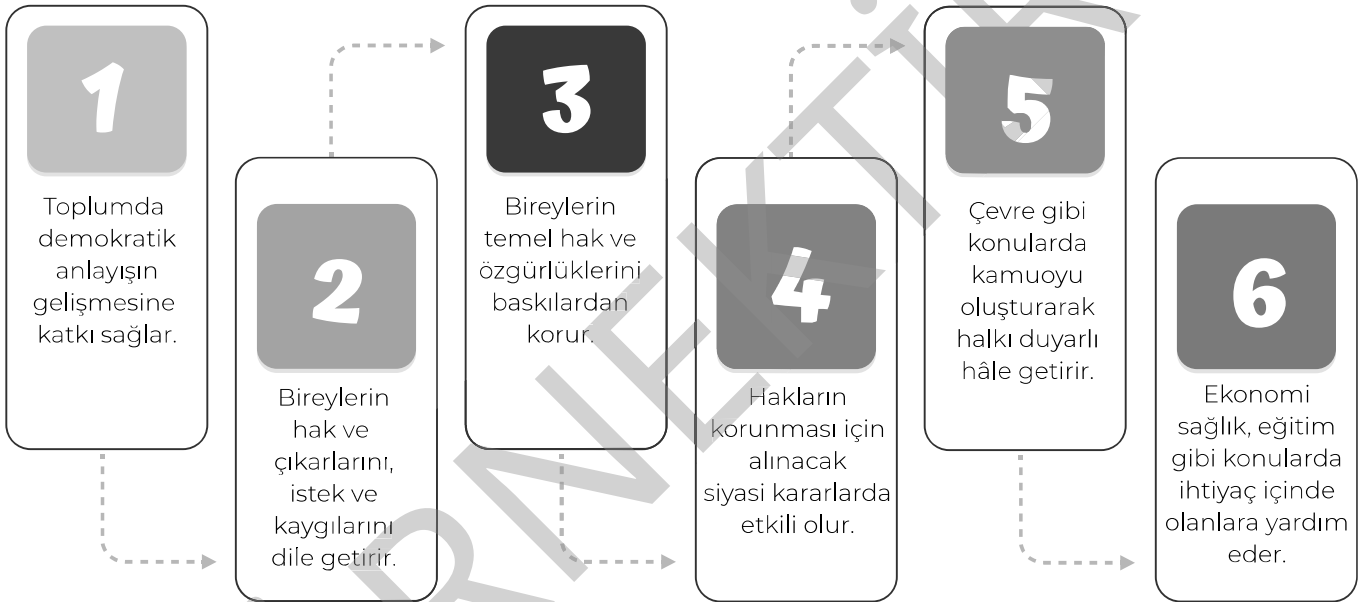 1
Toplumda
demokratik
anlayışın
gelişmesine
katkı sağlar.
2
Bireylerin
hak ve
çıkarlarını,
istek ve
kaygılarını
dile getirir.
3
Bireylerin
temel hak ve
özgürlüklerini
baskılardan
korur.
4
Hakların
korunması için
alınacak
siyasi kararlarda
etkili olur.
5
Çevre gibi
konularda
kamuoyu
oluşturarak
halkı duyarlı
hâle getirir.
6
Ekonomi
sağlık, eğitim
gibi konularda
ihtiyaç içinde
olanlara yardım
eder.